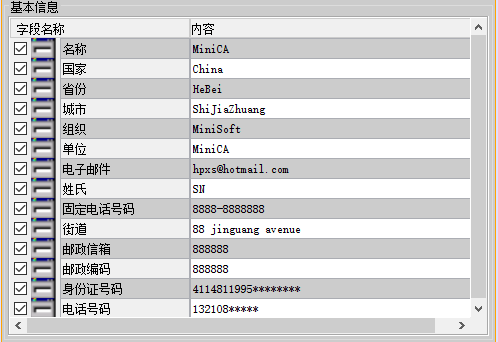 基本信息
字段名称 内容
名称 MiniCA
国家 China
省份 HeBei
城市 ShiJiaZhuang
组织 MiniSoft
单位 MiniCA
电子邮件 hpxs@hotmail.com
姓氏 SN
固定电话号码 8888-8888888
街道 88 jinguang avenue
邮政信箱 888888
邮政编码 888888
身份证号码 4114811995********
电话号码 132108*****